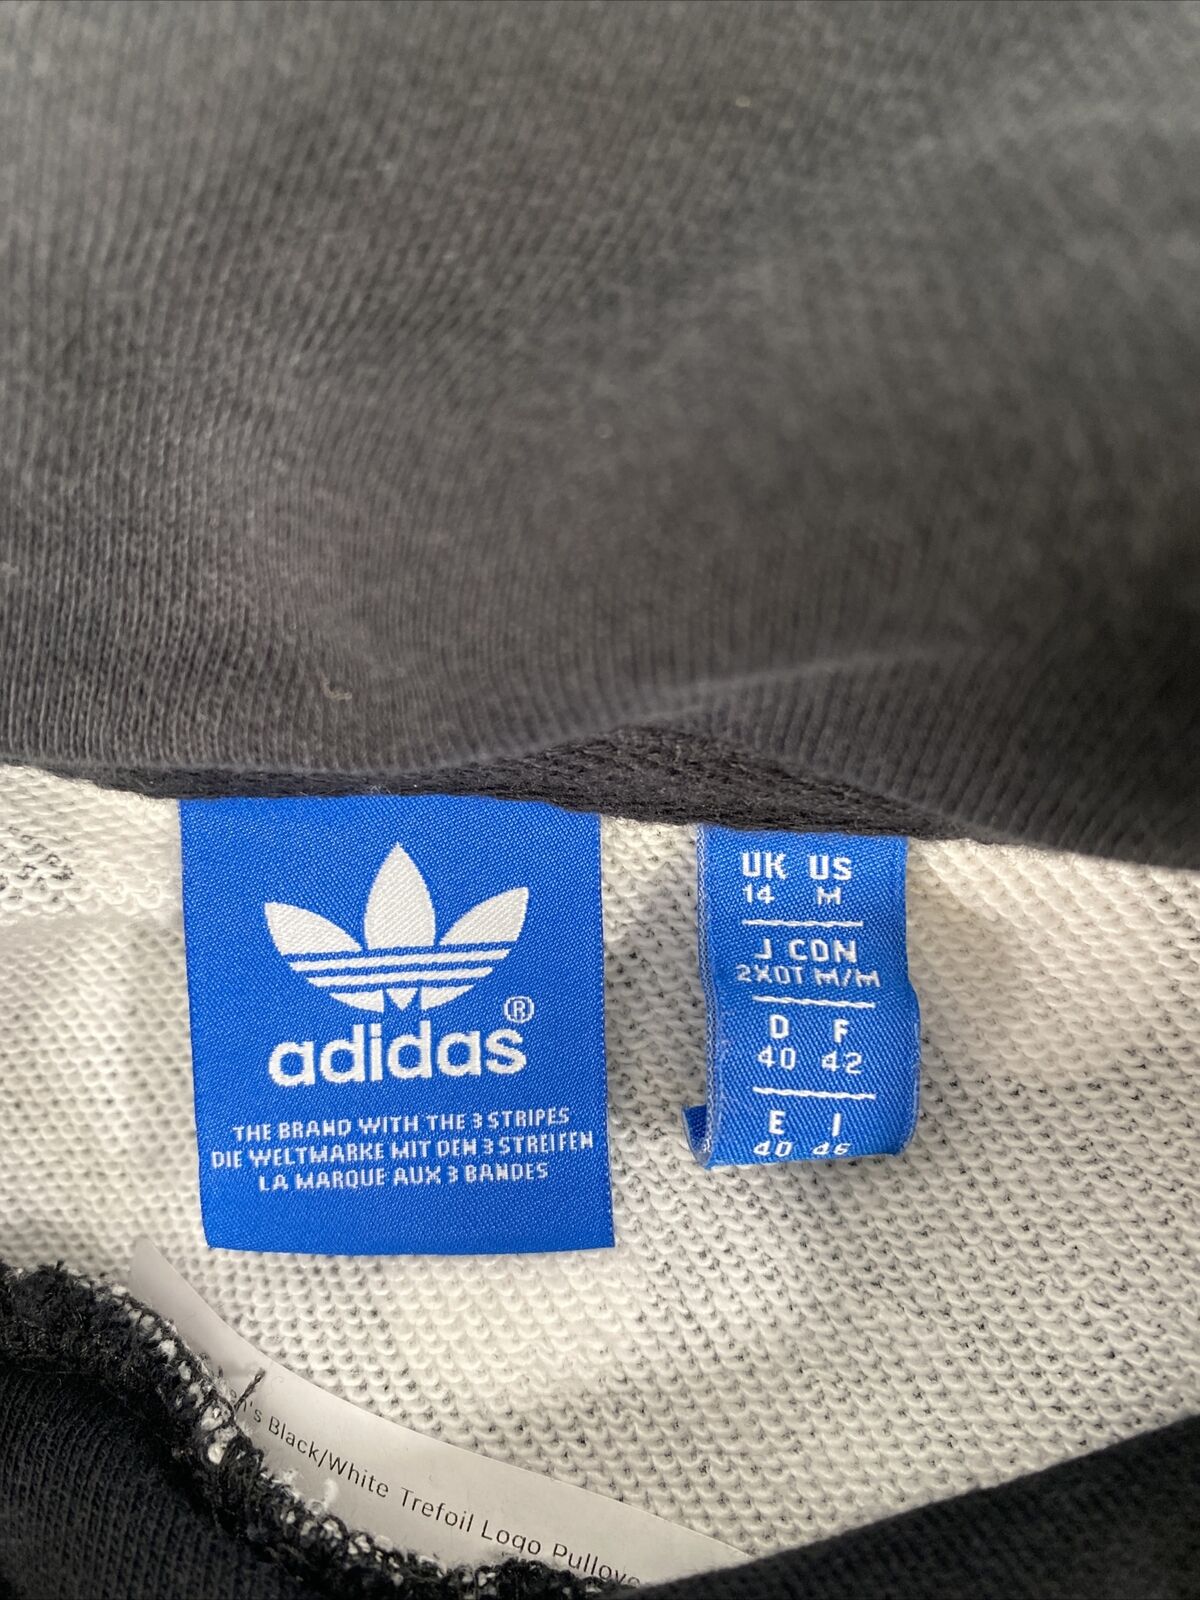 adidas®
THE BRAND WITH THE 3 STRIPES
DIE WELTMARKE MIT DEN 3 STREIFEN
LA MARQUE AUX 3 BANDES
UK US
14 M
J CON
2XOT M/M
D F
40 42
E I
40 46
's Black/White Trefoil Logo Pullove